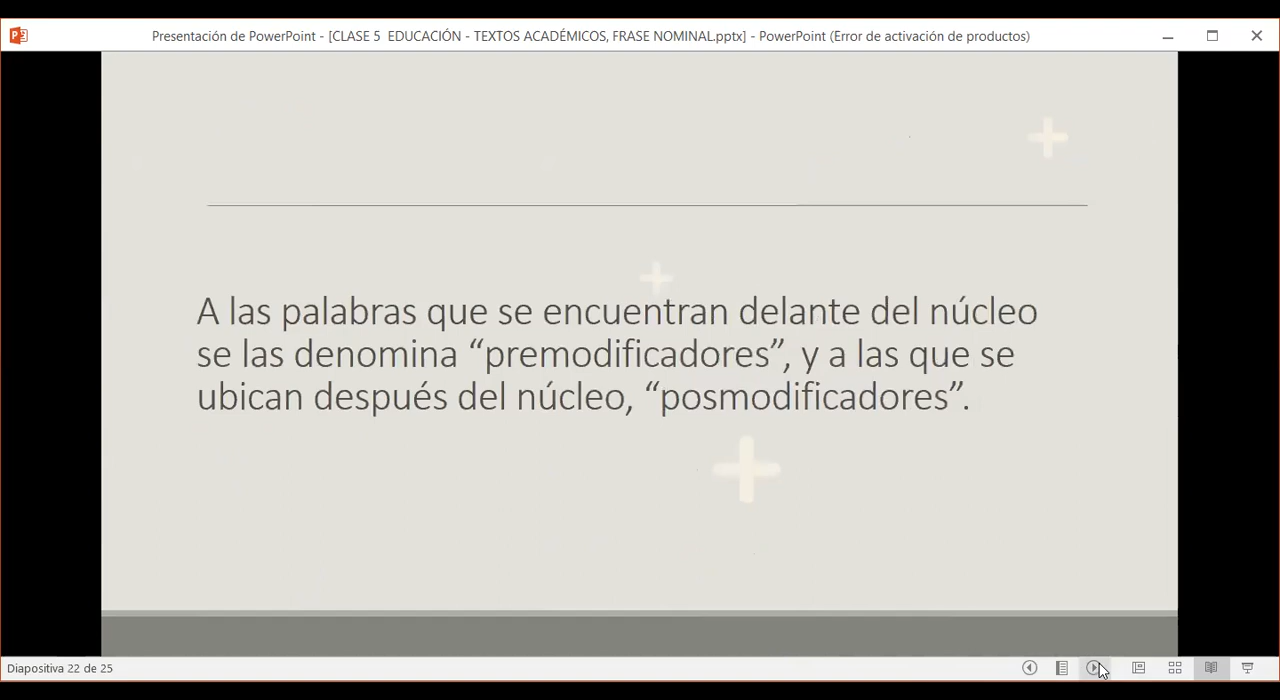 Presentación de PowerPoint - [CLASE 5  EDUCACIÓN - TEXTOS ACADÉMICOS, FRASE NOMINAL.pptx] - PowerPoint (Error de activación de productos)
A las palabras que se encuentran delante del núcleo
se las denomina “premodificadores”, y a las que se
ubican después del núcleo, “posmodificadores”.
Diapositiva 22 de 25